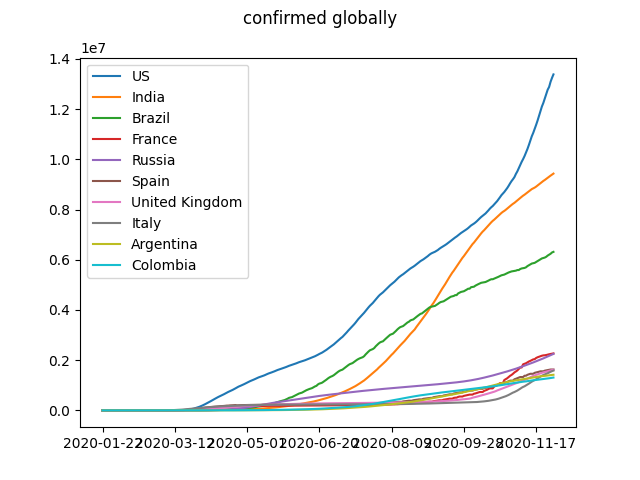 confirmed globally
1e7
1.4
1.2
1.0
0.8
0.6
0.4
0.2
0.0
US
India
Brazil
France
Russia
Spain
United Kingdom
Italy
Argentina
Colombia
2020-01-22 2020-03-12 2020-05-01 2020-06-20 2020-08-09 2020-09-28 2020-11-17